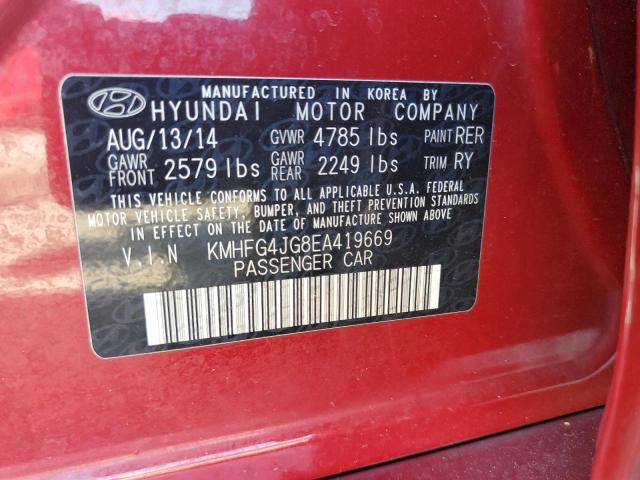 MANUFACTURED IN KOREA BY
HYUNDAI MOTOR COMPANY
AUG/13/14 GVWR 4785 lbs PAINT RER
GAWR FRONT 2579 lbs GAWR REAR 2249 lbs TRIM RY
THIS VEHICLE CONFORMS TO ALL APPLICABLE U.S.A. FEDERAL
MOTOR VEHICLE SAFETY, BUMPER, AND THEFT PREVENTION STANDARDS
IN EFFECT ON THE DATE OF MANUFACTURE SHOWN ABOVE.
V.I.N KMHFG4JG8EA419669
PASSENGER CAR